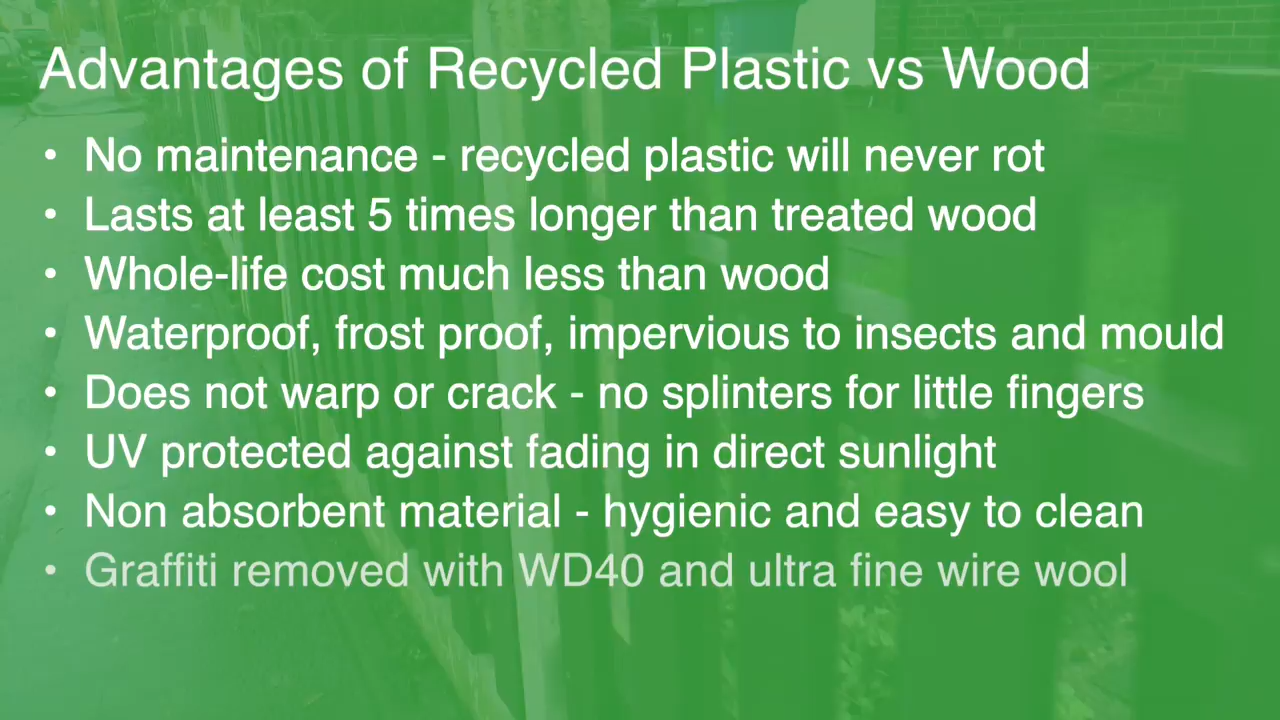 Advantages of Recycled Plastic vs Wood
• No maintenance - recycled plastic will never rot
• Lasts at least 5 times longer than treated wood
• Whole-life cost much less than wood
• Waterproof, frost proof, impervious to insects and mould
• Does not warp or crack - no splinters for little fingers
• UV protected against fading in direct sunlight
• Non absorbent material - hygienic and easy to clean
• Graffiti removed with WD40 and ultra fine wire wool